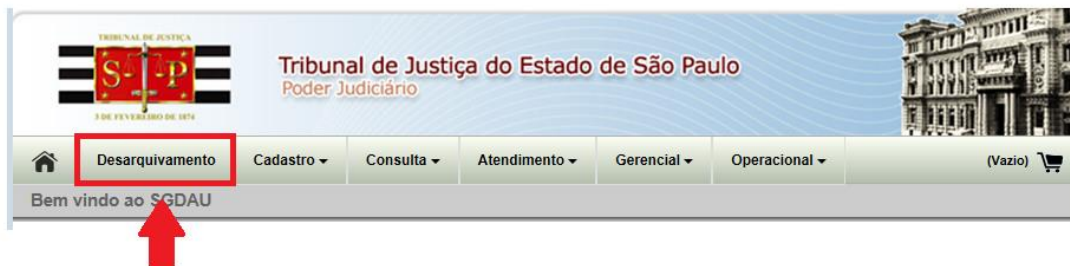 TRIBUNAL DE JUSTIÇA
S P
3 DE FEVEREIRO DE 1874
Tribunal de Justiça do Estado de São Paulo
Poder Judiciário
Desarquivamento Cadastro Consulta Atendimento Gerencial Operacional (Vazio)
Bem vindo ao SGDAU